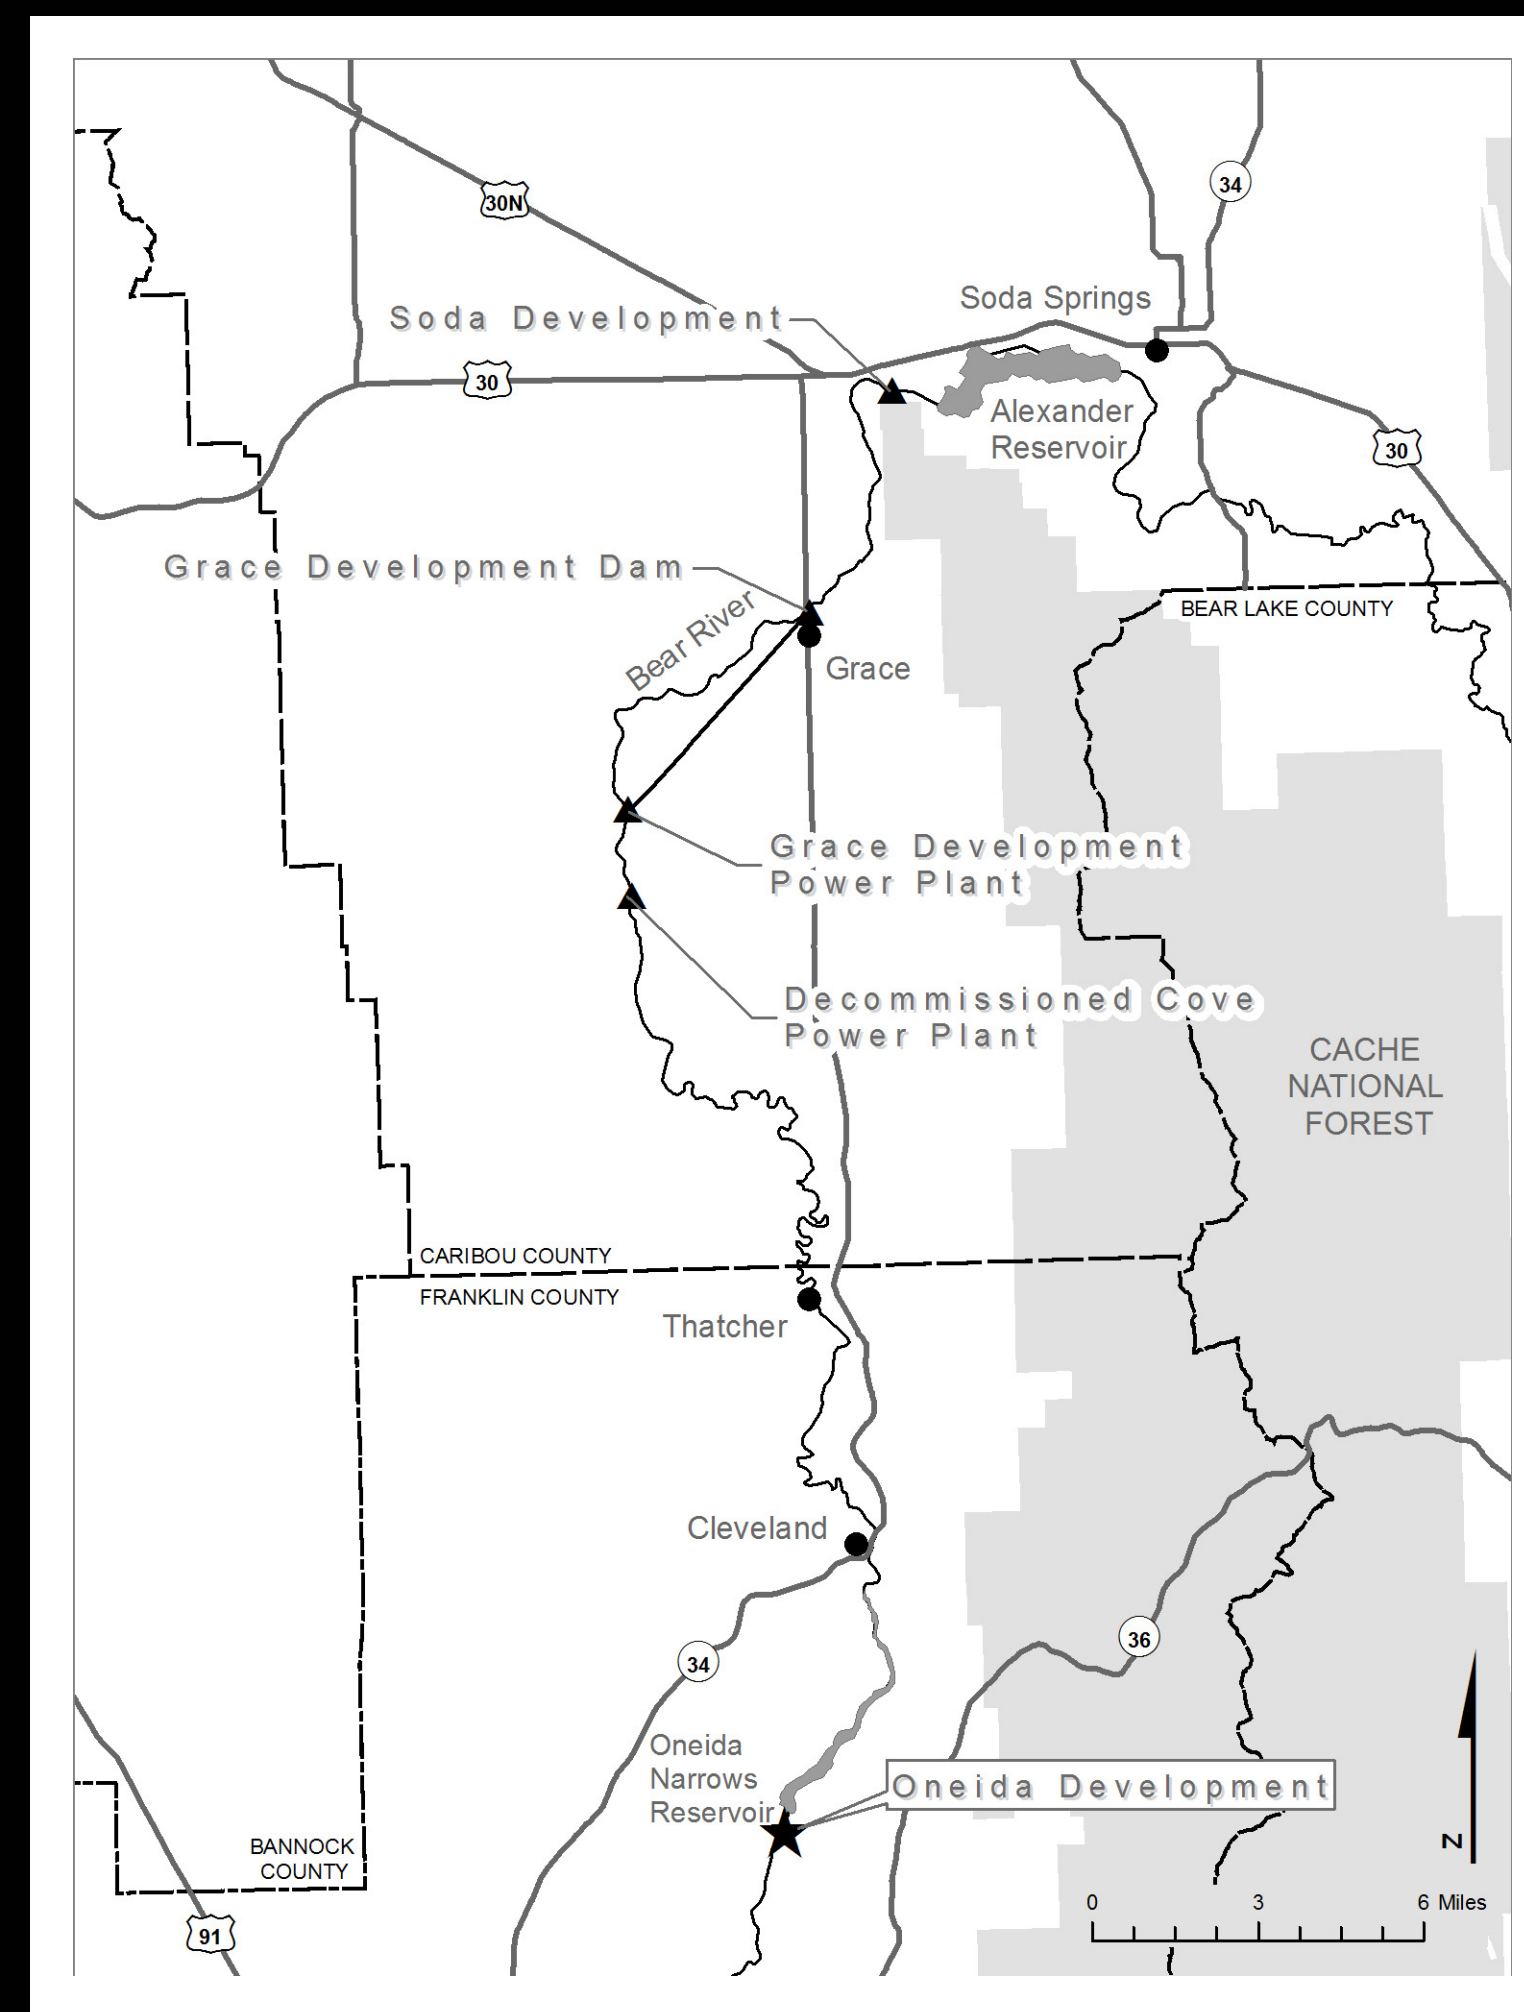 34
30N
Soda Springs
Soda Development
30
Alexander
Reservoir
30
Grace Development Dam
Bear River
BEAR LAKE COUNTY
Grace
Grace Development
Power Plant
Decommissioned Cove
Power Plant
CACHE
NATIONAL
FOREST
CARIBOU COUNTY
FRANKLIN COUNTY
Thatcher
Cleveland
36
34
Oneida
Narrows
Reservoir
Oneida Development
BANNOCK
COUNTY
N
0 3 6 Miles
91